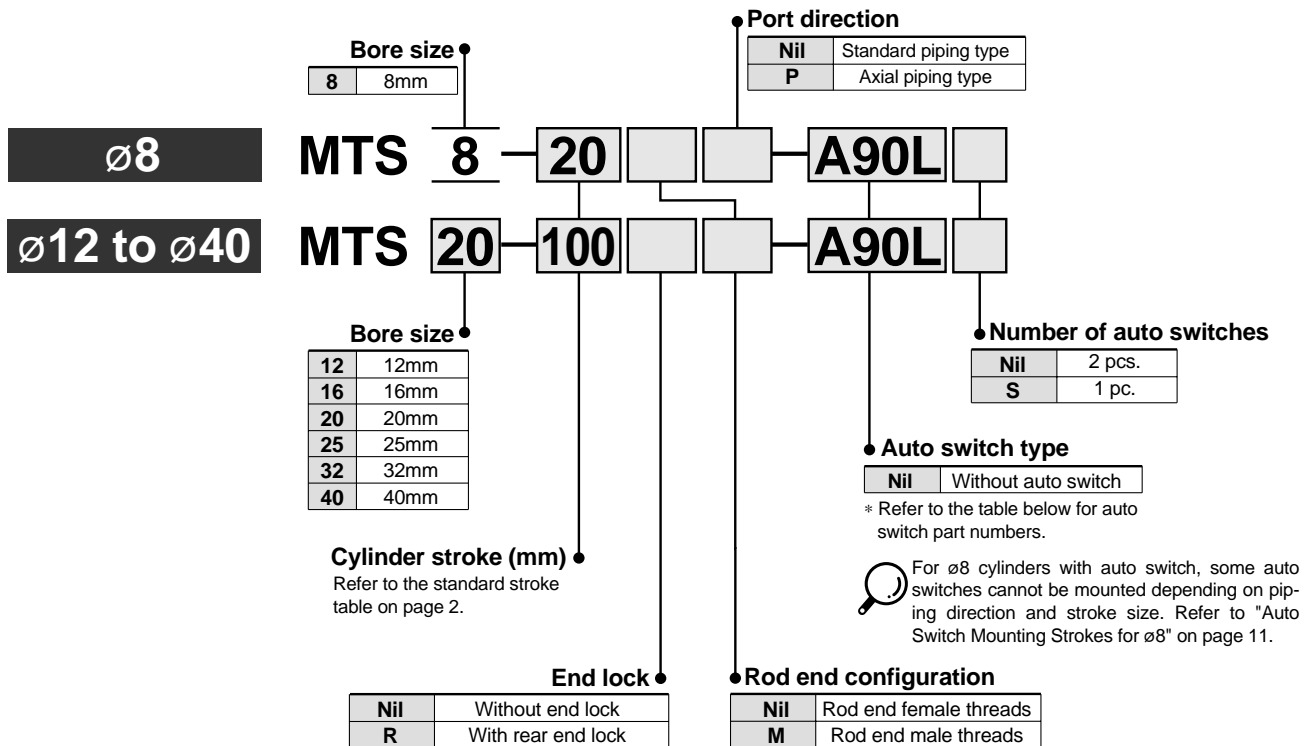 Port direction
Nil Standard piping type
P Axial piping type
Bore size
8 8mm
ø8 MTS 8 — 20 — A90L
ø12 to ø40 MTS 20 — 100 — A90L
Bore size
12 12mm
16 16mm
20 20mm
25 25mm
32 32mm
40 40mm
Number of auto switches
Nil 2 pcs.
S 1 pc.
Auto switch type
Nil Without auto switch
* Refer to the table below for auto
switch part numbers.
Cylinder stroke (mm)
Refer to the standard stroke
table on page 2.
For ø8 cylinders with auto switch, some auto
switches cannot be mounted depending on pip-
ing direction and stroke size. Refer to "Auto
Switch Mounting Strokes for ø8" on page 11.
End lock
Nil Without end lock
R With rear end lock
Rod end configuration
Nil Rod end female threads
M Rod end male threads